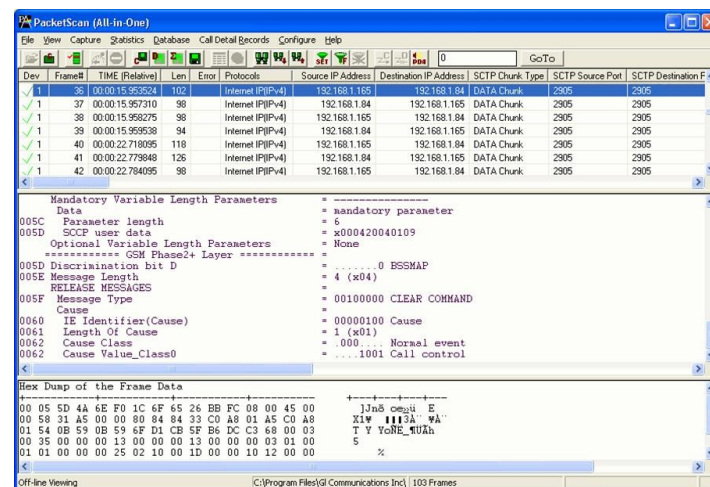 PacketScan (All-in-One)
File View Capture Statistics Database Call Detail Records Configure Help
SET PDA 0 GoTo
Dev Frame# TIME (Relative) Len Error Protocols Source IP Address Destination IP Address SCTP Chunk Type SCTP Source Port SCTP Destination P
1 36 00:00:15.953524 102 Internet IP(IPv4) 192.168.1.165 192.168.1.84 DATA Chunk 2905 2905
1 37 00:00:15.957310 98 Internet IP(IPv4) 192.168.1.84 192.168.1.165 DATA Chunk 2905 2905
1 38 00:00:15.958275 98 Internet IP(IPv4) 192.168.1.165 192.168.1.84 DATA Chunk 2905 2905
1 39 00:00:15.959538 94 Internet IP(IPv4) 192.168.1.84 192.168.1.165 DATA Chunk 2905 2905
1 40 00:00:22.718095 118 Internet IP(IPv4) 192.168.1.165 192.168.1.84 DATA Chunk 2905 2905
1 41 00:00:22.779848 126 Internet IP(IPv4) 192.168.1.84 192.168.1.165 DATA Chunk 2905 2905
1 42 00:00:22.784095 98 Internet IP(IPv4) 192.168.1.165 192.168.1.84 DATA Chunk 2905 2905
Mandatory Variable Length Parameters = ----------------
Data = mandatory parameter
005C Parameter length = 6
005D SCCP user data = x000420040109
Optional Variable Length Parameters = None
============ GSM Phase2+ Layer ============ =
005D Discrimination bit D = .......0 BSSMAP
005E Message Length = 4 (x04)
RELEASE MESSAGES =
005F Message Type = 00100000 CLEAR COMMAND
Cause =
0060 IE Identifier(Cause) = 00000100 Cause
0061 Length Of Cause = 1 (x01)
0062 Cause Class = .000.... Normal event
0062 Cause Value_Class0 = ....1001 Call control
Hex Dump of the Frame Data
00 05 5D 4A 6E F0 1C 6F 65 26 BB FC 08 00 45 00
00 58 31 A5 00 00 80 84 84 33 C0 A8 01 A5 C0 A8
01 54 0B 59 0B 59 6F D1 CB 5F B6 DC C3 68 00 03
00 35 00 00 00 13 00 00 00 13 00 00 00 03 01 00
01 01 00 00 00 25 02 10 00 1D 00 00 10 12 00 00
Off-line Viewing C:\Program Files\Gl Communications Inc\ 103 Frames